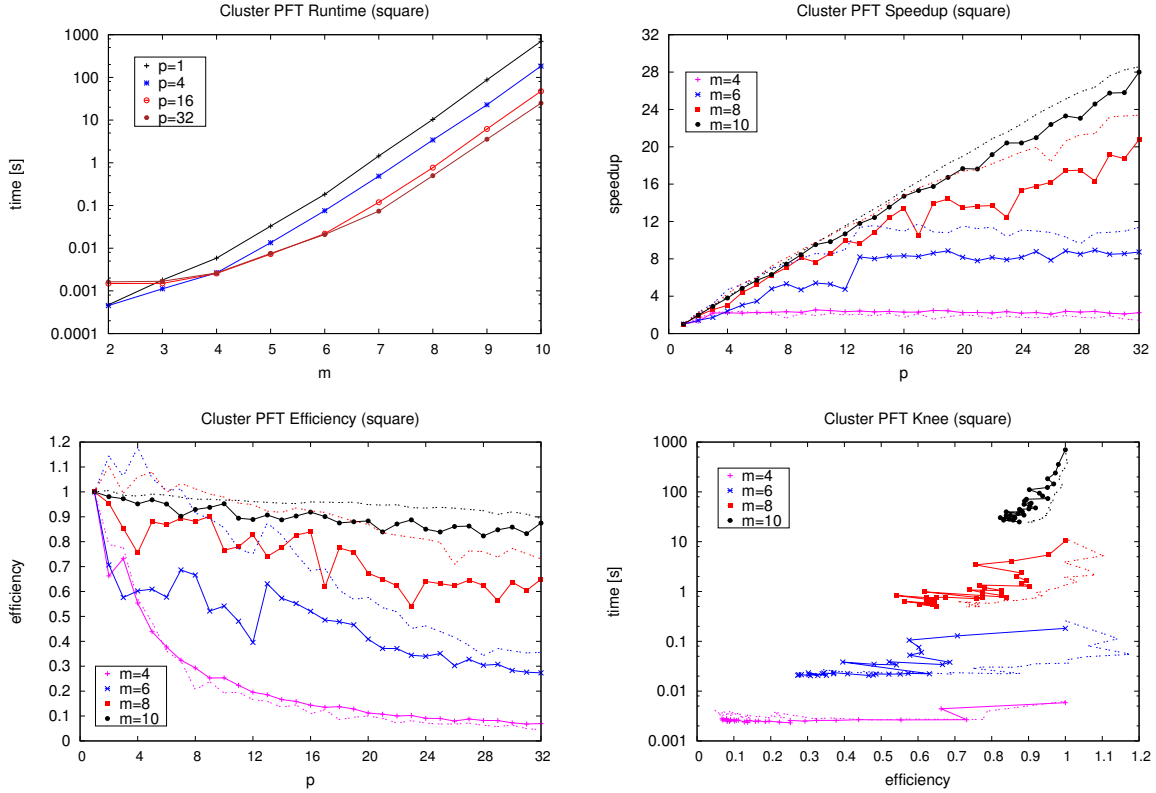 Cluster PFT Runtime (square)
1000
100
10
1
0.1
0.01
0.001
0.0001
time [s]
p=1
p=4
p=16
p=32
2 3 4 5 6 7 8 9 10
m
Cluster PFT Speedup (square)
28
24
20
16
12
8
4
0
speedup
m=4
m=6
m=8
m=10
0 4 8 12 16 20 24 28 32
p
Cluster PFT Efficiency (square)
1.2
1.1
1
0.9
0.8
0.7
0.6
0.5
0.4
0.3
0.2
0.1
0
efficiency
m=4
m=6
m=8
m=10
0 4 8 12 16 20 24 28 32
p
Cluster PFT Knee (square)
1000
100
10
1
0.1
0.01
0.001
time [s]
m=4
m=6
m=8
m=10
0 0.1 0.2 0.3 0.4 0.5 0.6 0.7 0.8 0.9 1 1.1 1.2
efficiency